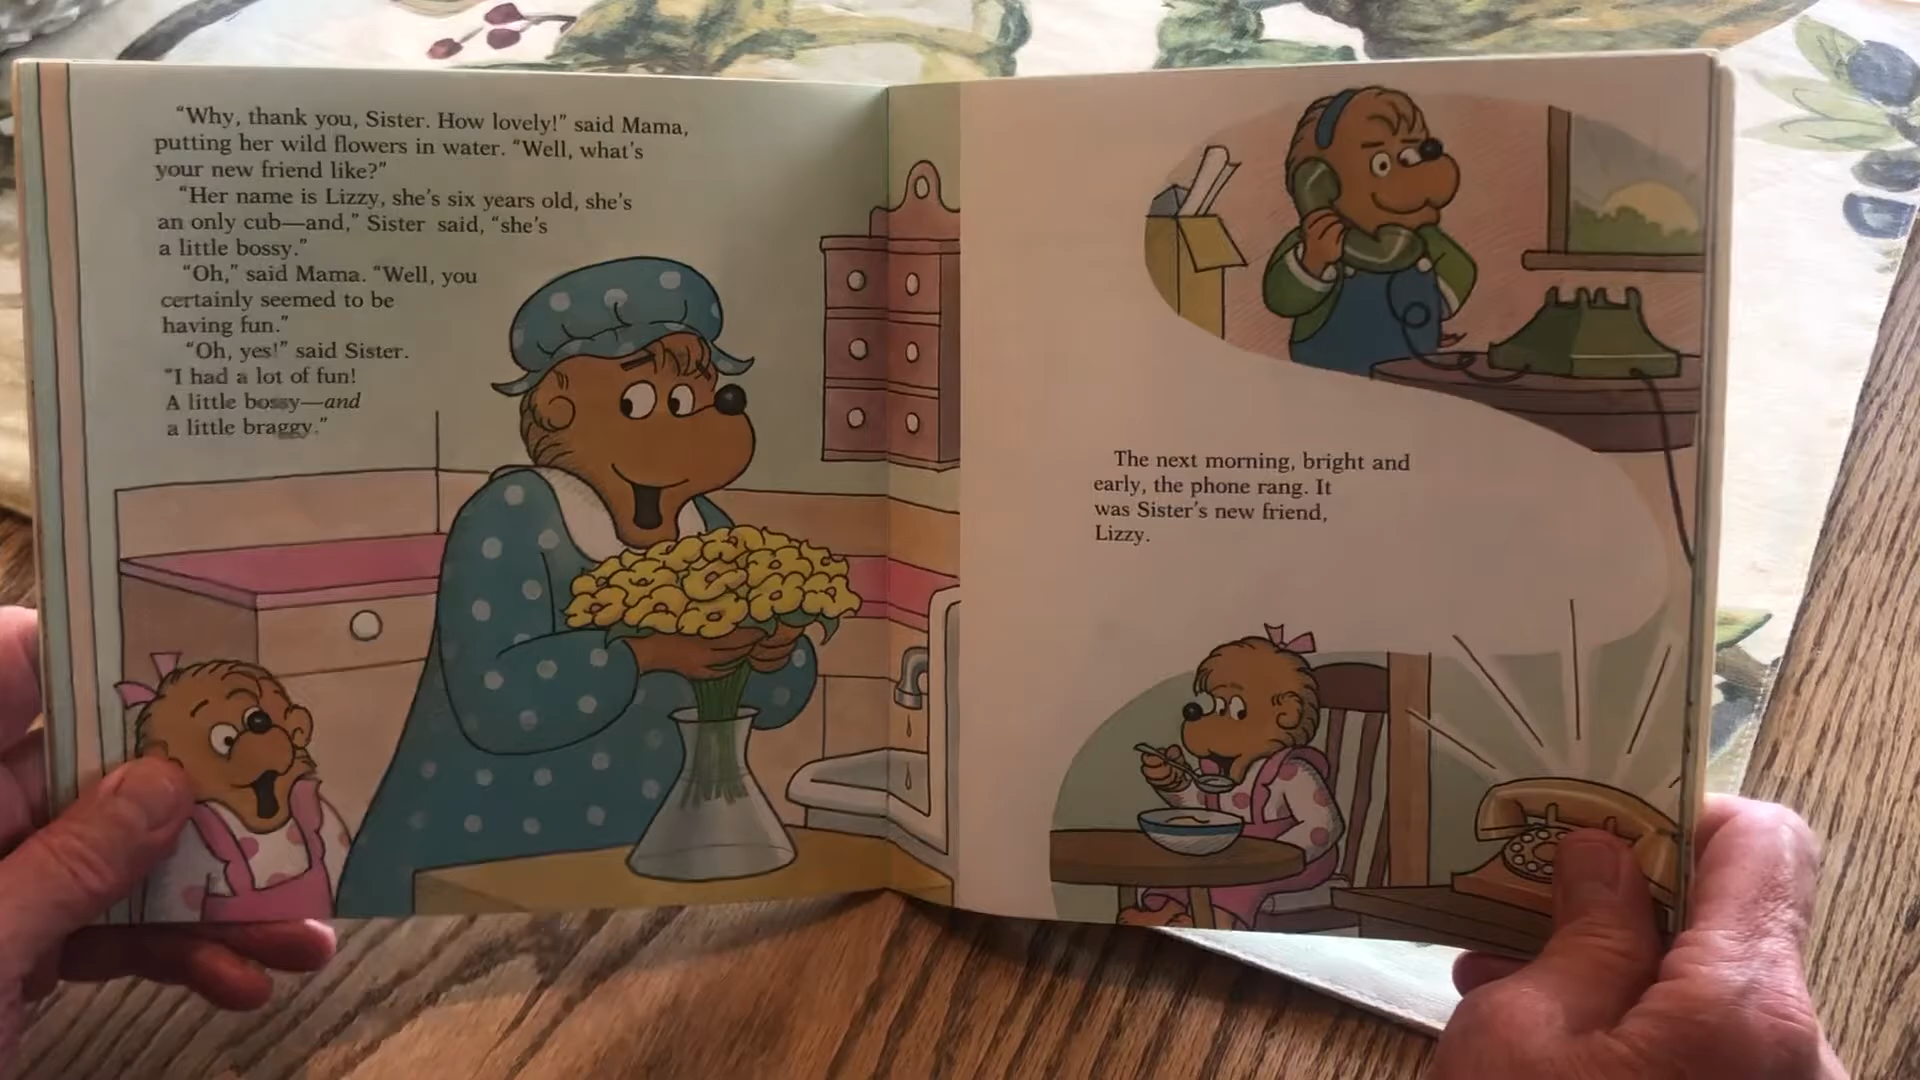 “Why, thank you, Sister. How lovely!” said Mama,
putting her wild flowers in water. “Well, what’s
your new friend like?”
“Her name is Lizzy, she’s six years old, she’s
an only cub—and,” Sister said, “she’s
a little bossy.”
“Oh,” said Mama. “Well, you
certainly seemed to be
having fun.”
“Oh, yes!” said Sister.
“I had a lot of fun!
A little bossy—and
a little braggy.”
The next morning, bright and
early, the phone rang. It
was Sister’s new friend,
Lizzy.